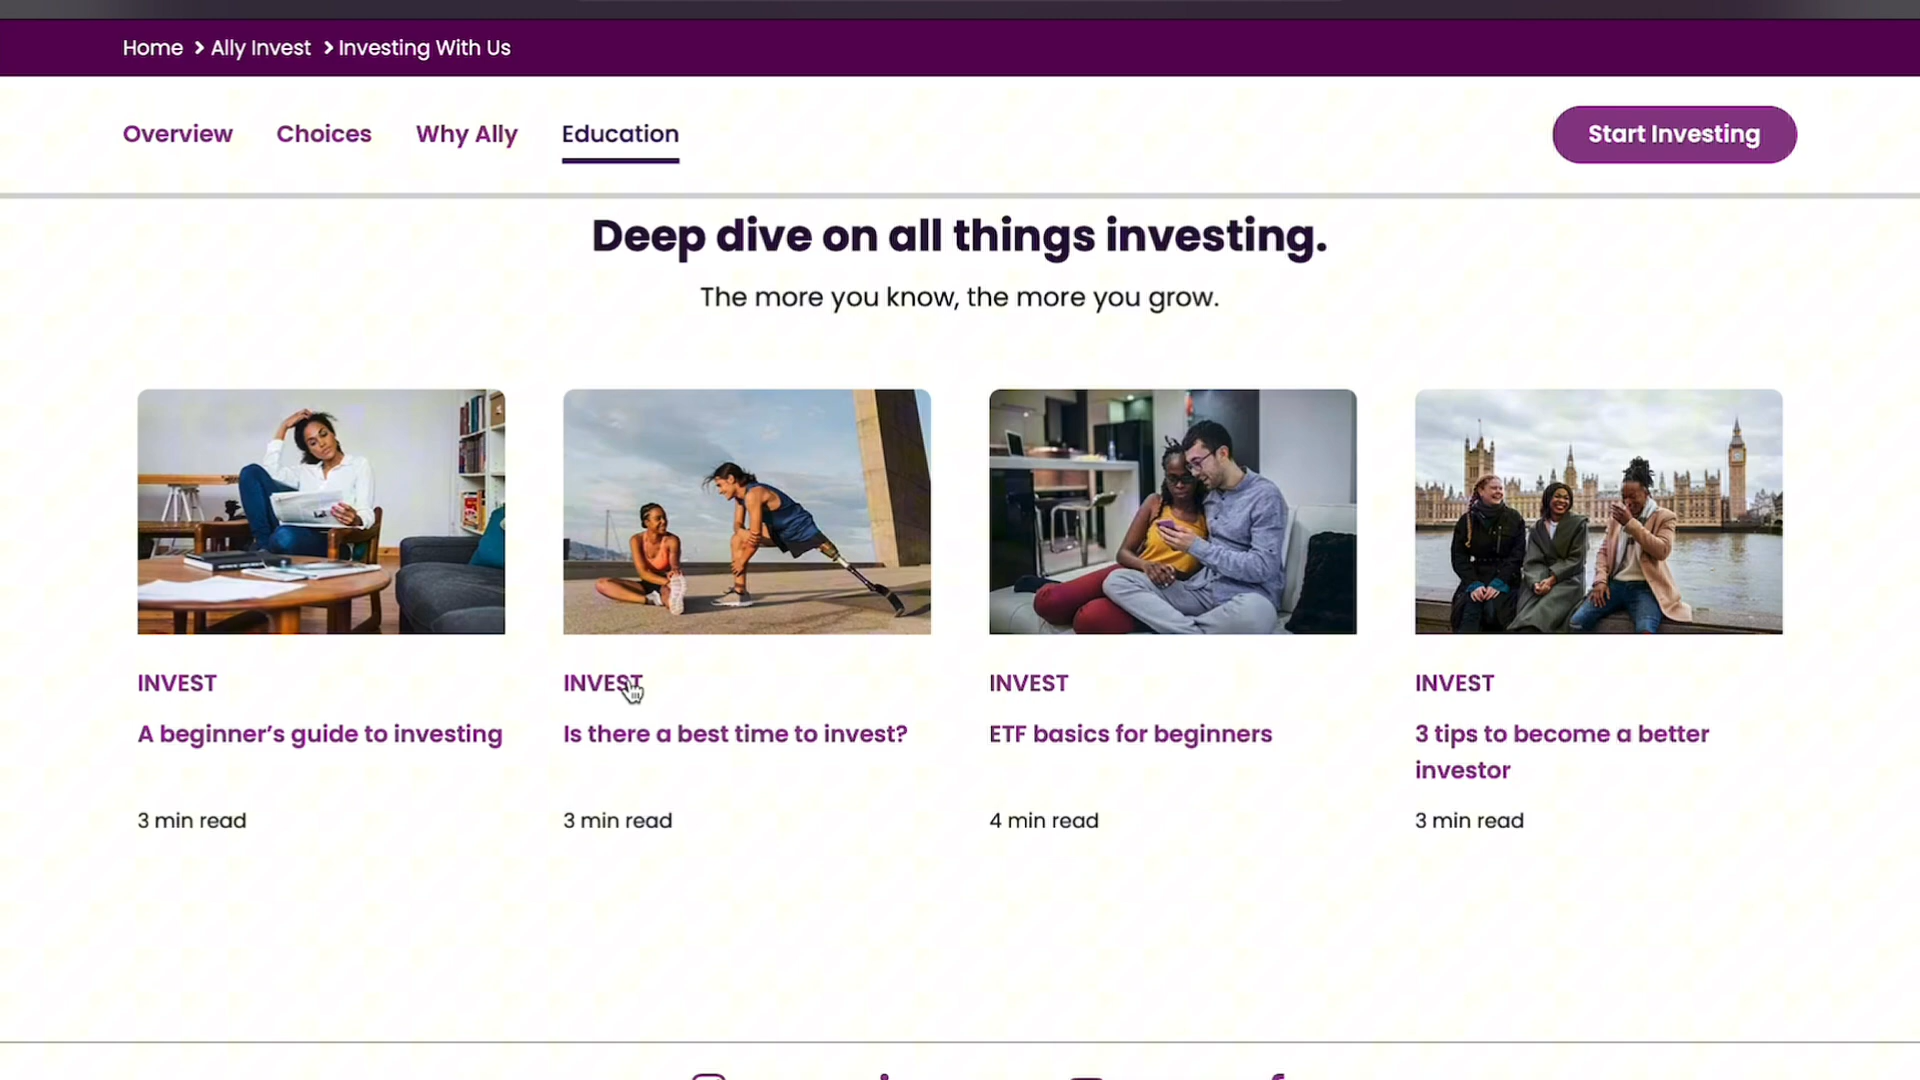 Home > Ally Invest > Investing With Us
Overview Choices Why Ally Education Start Investing
Deep dive on all things investing.
The more you know, the more you grow.
INVEST
A beginner’s guide to investing
3 min read
INVEST
Is there a best time to invest?
3 min read
INVEST
ETF basics for beginners
4 min read
INVEST
3 tips to become a better
investor
3 min read